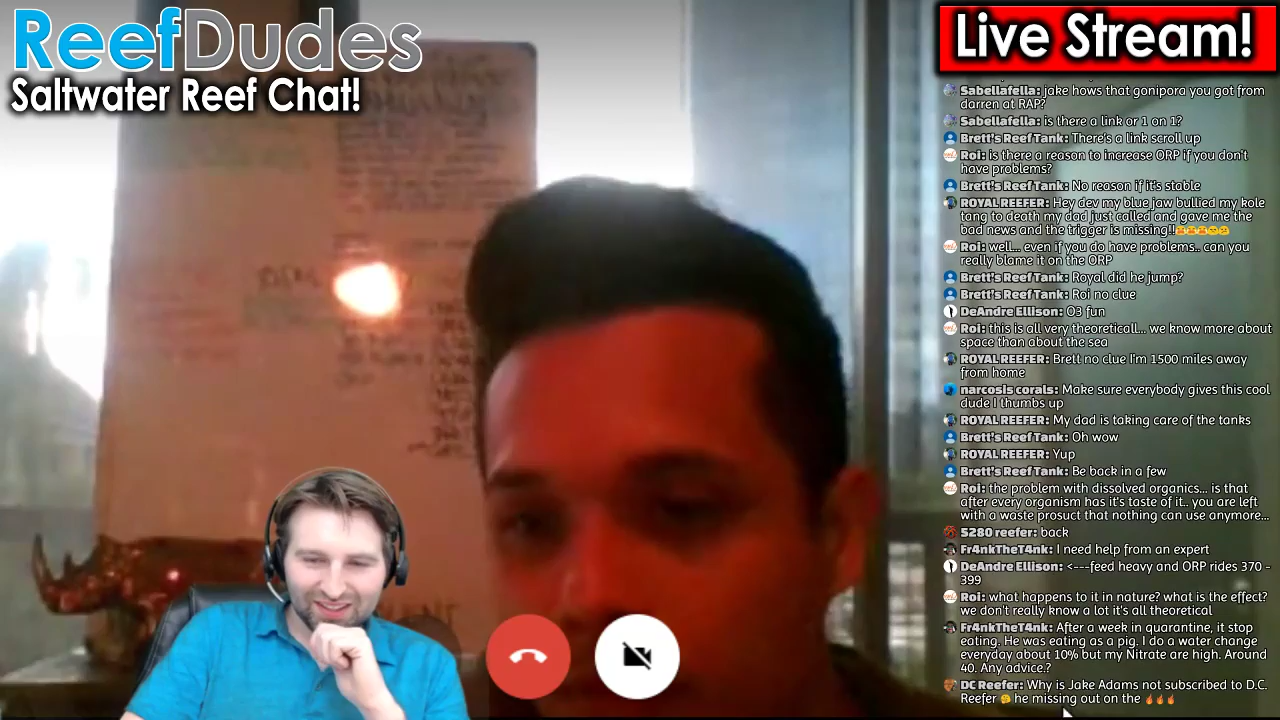 ReefDudes
Saltwater Reef Chat!
Live Stream!
Sabellafella: jake hows that gonipora you got from
darren at RAP?
Sabellafella: is there a link or 1 on 1?
Brett's Reef Tank: There's a link scroll up
Roi: is there a reason to increase ORP if you don't
have problems?
Brett's Reef Tank: No reason if it's stable
ROYAL REEFER: Hey dev my blue jaw bullied my kole
tang to death my dad just called and gave me the
bad news and the trigger is missing!!😫😫😫😕🤔
Roi: well... even if you do have problems.. can you
really blame it on the ORP
Brett's Reef Tank: Royal did he jump?
Brett's Reef Tank: Roi no clue
DeAndre Ellison: O3 fun
Roi: this is all very theoreticall... we know more about
space than about the sea
ROYAL REEFER: Brett no clue I'm 1500 miles away
from home
narcosis corals: Make sure everybody gives this cool
dude I thumbs up
ROYAL REEFER: My dad is taking care of the tanks
Brett's Reef Tank: Oh wow
ROYAL REEFER: Yup
Brett's Reef Tank: Be back in a few
Roi: the problem with dissolved organics... is that
after every organism has it's taste of it.. you are left
with a waste prosuct that nothing can use anymore...
5280 reefer: back
Fr4nkTheT4nk: I need help from an expert
DeAndre Ellison: <---feed heavy and ORP rides 370 -
399
Roi: what happens to it in nature? what is the effect?
we don't really know a lot it's all theoretical
Fr4nkTheT4nk: After a week in quarantine, it stop
eating. He was eating as a pig. I do a water change
everyday about 10% but my Nitrate are high. Around
40. Any advice.?
DC Reefer: Why is Jake Adams not subscribed to D.C.
Reefer 🤔 he missing out on the 🔥🔥🔥